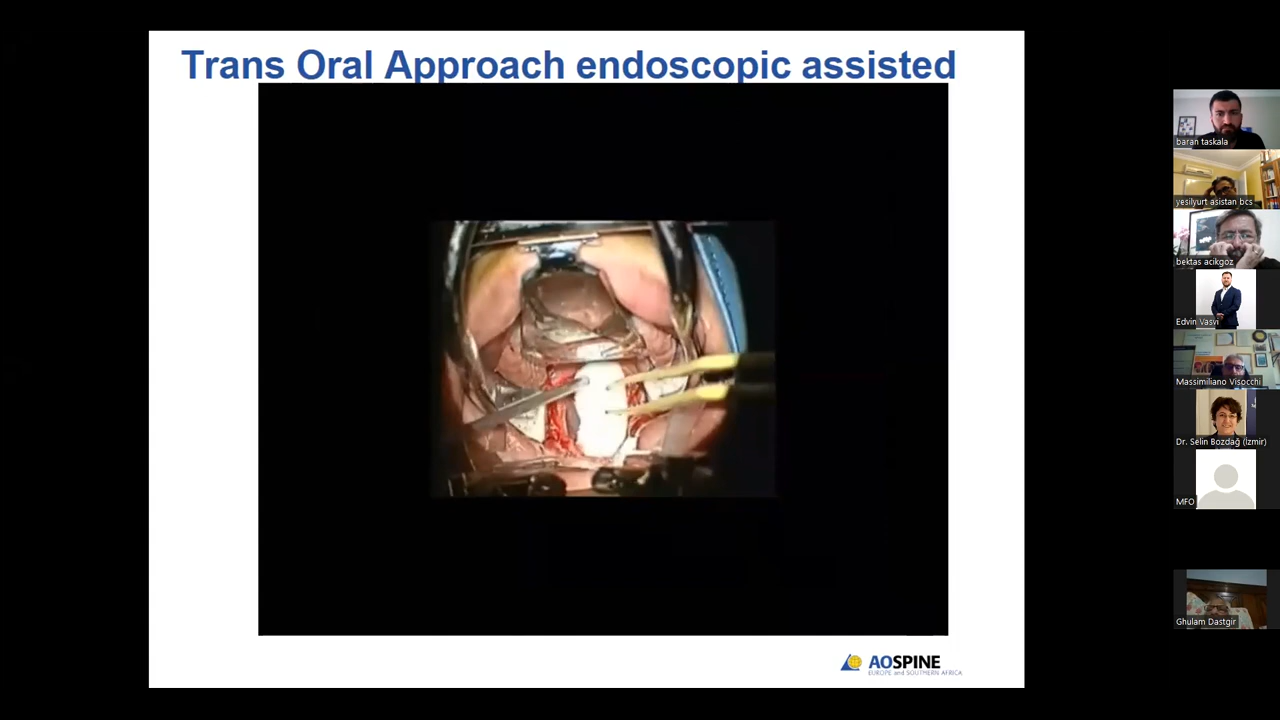 Trans Oral Approach endoscopic assisted
AOSPINE
EUROPE and SOUTHERN AFRICA
baran taskala
yesilyurt asistan bcs
bektas acikgoz
Edvin Vasvi
Massimiliano Visocchi
Dr. Selin Bozdağ (İzmir)
MFO
Ghulam Dastgir